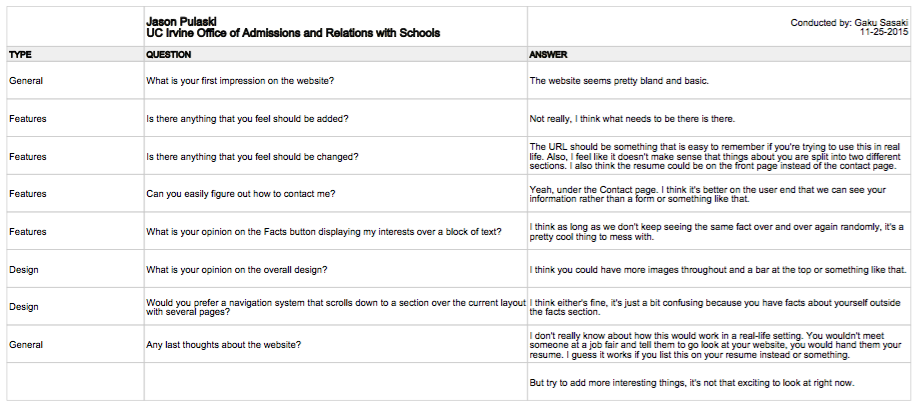 Jason Pulaski
UC Irvine Office of Admissions and Relations with Schools
Conducted by: Gaku Sasaki
11-25-2015
TYPE QUESTION ANSWER
General What is your first impression on the website? The website seems pretty bland and basic.
Features Is there anything that you feel should be added? Not really, I think what needs to be there is there.
Features Is there anything that you feel should be changed? The URL should be something that is easy to remember if you're trying to use this in real
life. Also, I feel like it doesn't make sense that things about you are split into two different
sections. I also think the resume could be on the front page instead of the contact page.
Features Can you easily figure out how to contact me? Yeah, under the Contact page. I think it's better on the user end that we can see your
information rather than a form or something like that.
Features What is your opinion on the Facts button displaying my interests over a block of text? I think as long as we don't keep seeing the same fact over and over again randomly, it's a
pretty cool thing to mess with.
Design What is your opinion on the overall design? I think you could have more images throughout and a bar at the top or something like that.
Design Would you prefer a navigation system that scrolls down to a section over the current layout
with several pages? I think either's fine, it's just a bit confusing because you have facts about yourself outside
the facts section.
General Any last thoughts about the website? I don't really know about how this would work in a real-life setting. You wouldn't meet
someone at a job fair and tell them to go look at your website, you would hand them your
resume. I guess it works if you list this on your resume instead or something.
But try to add more interesting things, it's not that exciting to look at right now.